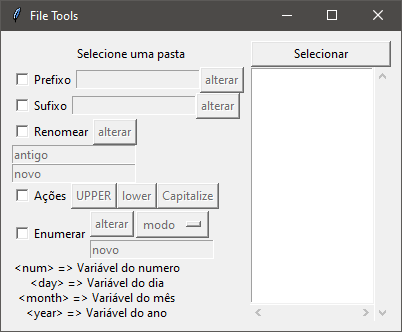 File Tools
Selecione uma pasta
Selecionar
Prefixo alterar
Sufixo alterar
Renomear alterar
antigo
novo
Ações UPPER lower Capitalize
Enumerar alterar modo
novo
<num> => Variável do numero
<day> => Variável do dia
<month> => Variável do mês
<year> => Variável do ano